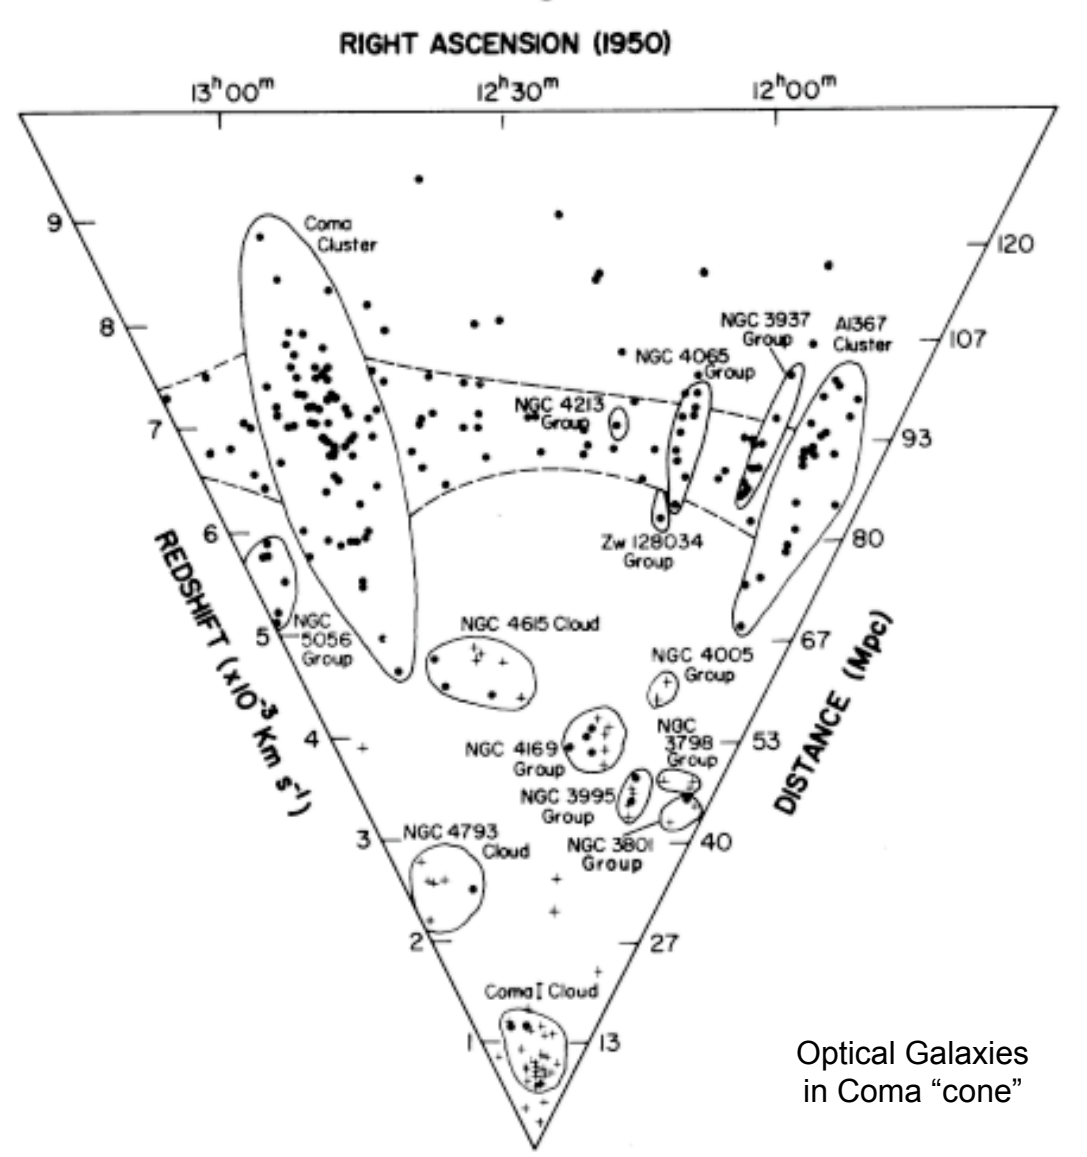 RIGHT ASCENSION (1950)
13ʰ00ᵐ 12ʰ30ᵐ 12ʰ00ᵐ
9
Coma
Cluster
120
8
NGC 3937
Group
A1367
Cluster
107
NGC 4065
Group
NGC 4213
Group
7
93
6
Zw 128034
Group
80
REDSHIFT (x10⁻³ Km s⁻¹)
5
NGC
5056
Group
NGC 4615 Cloud
67
NGC 4005
Group
DISTANCE (Mpc)
4
NGC 4169
Group
NGC
3798
Group
53
NGC 3995
Group
3
NGC 4793
Cloud
NGC 3801
Group
40
2
27
Coma I Cloud
1
13
Optical Galaxies
in Coma “cone”